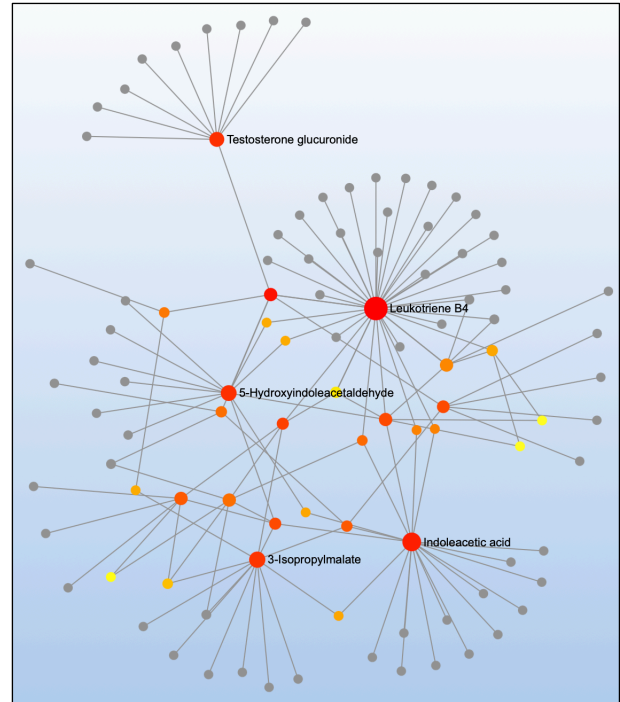 Testosterone glucuronide
Leukotriene B4
5-Hydroxyindoleacetaldehyde
Indoleacetic acid
3-Isopropylmalate